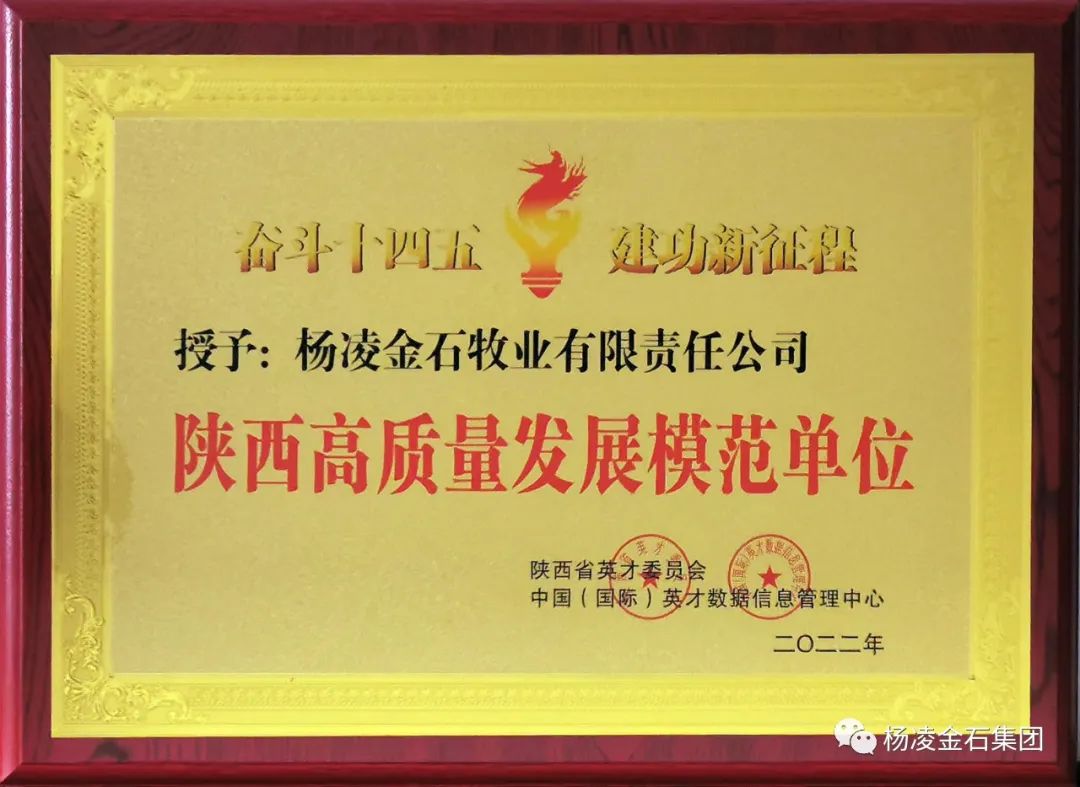 奋斗十四五 建功新征程
授予：杨凌金石牧业有限责任公司
陕西高质量发展模范单位
陕西省英才委员会
中国（国际）英才数据信息管理中心
二〇二二年
杨凌金石集团